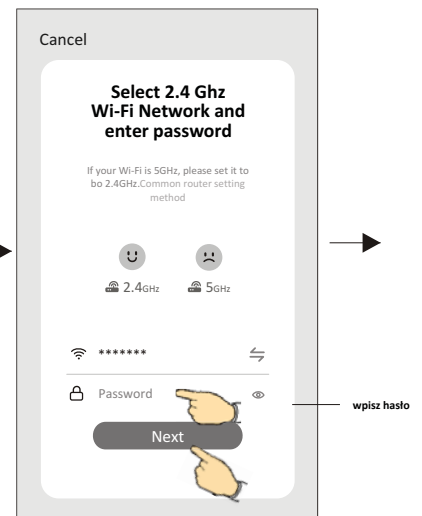 Cancel
Select 2.4 Ghz
Wi-Fi Network and
enter password
If your Wi-Fi is 5GHz, please set it to
bo 2.4GHz.Common router setting
method
2.4GHz 5GHz
*******
Password
wpisz hasło
Next